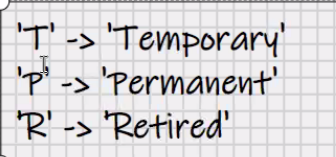 'T' -> 'Temporary'
'P' -> 'Permanent'
'R' -> 'Retired'